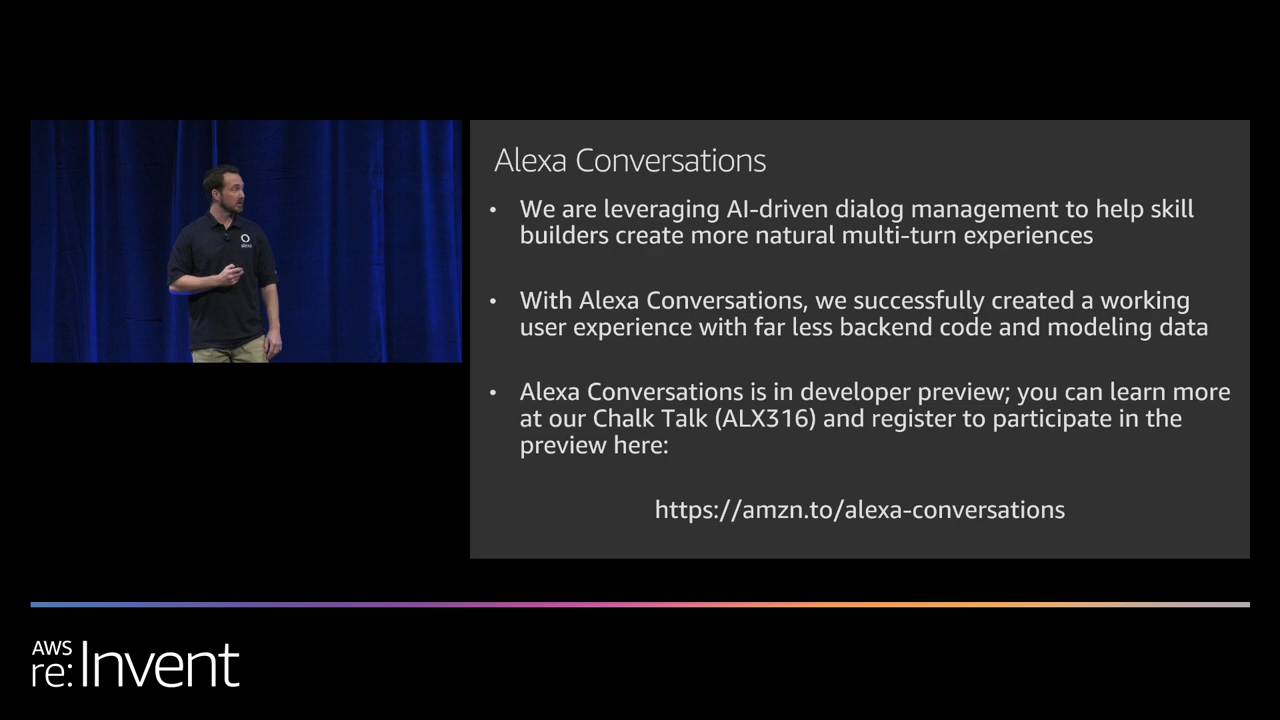 Alexa Conversations
• We are leveraging AI-driven dialog management to help skill
builders create more natural multi-turn experiences
• With Alexa Conversations, we successfully created a working
user experience with far less backend code and modeling data
• Alexa Conversations is in developer preview; you can learn more
at our Chalk Talk (ALX316) and register to participate in the
preview here:
https://amzn.to/alexa-conversations
alexa
AWS
re:Invent